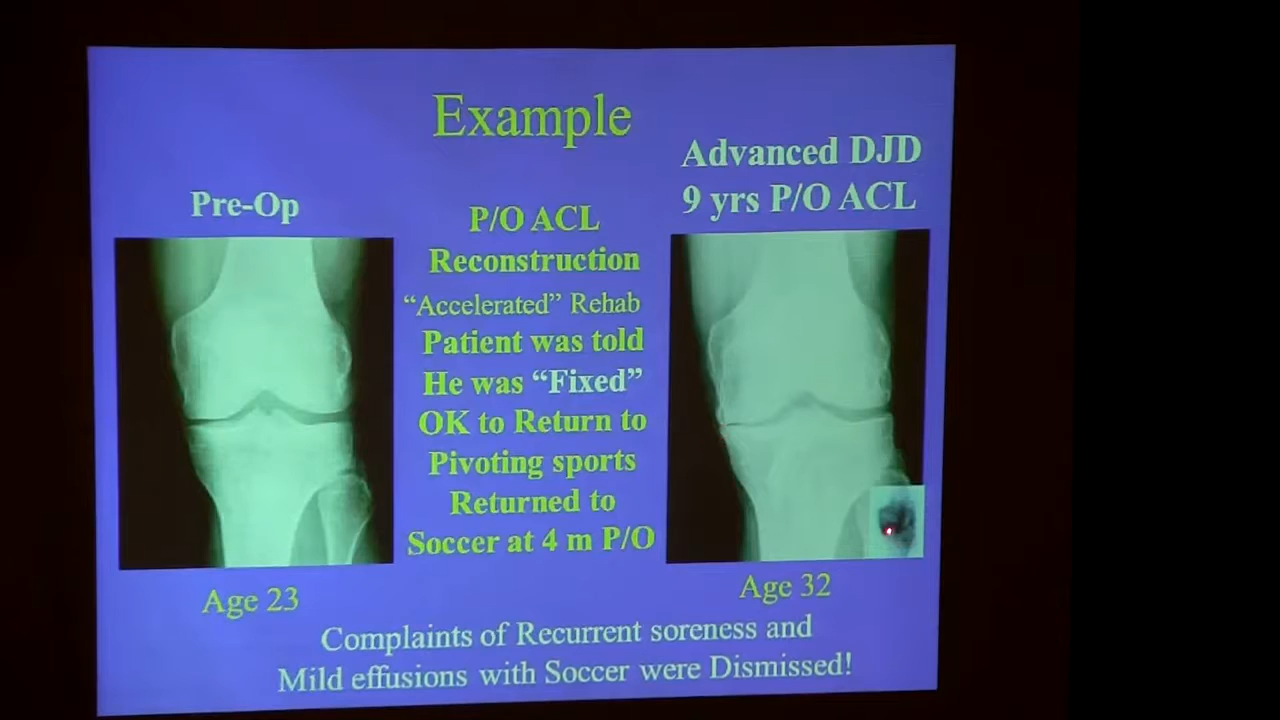 Example
Pre-Op
P/O ACL
Reconstruction
“Accelerated” Rehab
Patient was told
He was “Fixed”
OK to Return to
Pivoting sports
Returned to
Soccer at 4 m P/O
Advanced DJD
9 yrs P/O ACL
Age 23
Age 32
Complaints of Recurrent soreness and
Mild effusions with Soccer were Dismissed!